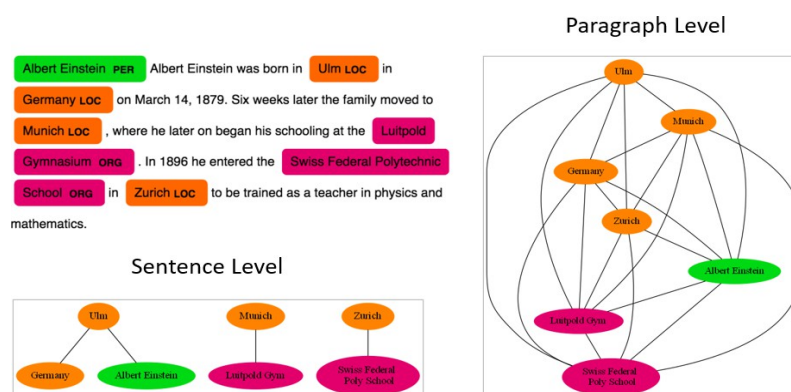 Paragraph Level
Albert Einstein PER Albert Einstein was born in Ulm LOC in
Germany LOC on March 14, 1879. Six weeks later the family moved to
Munich LOC , where he later on began his schooling at the Luitpold
Gymnasium ORG . In 1896 he entered the Swiss Federal Polytechnic
School ORG in Zurich LOC to be trained as a teacher in physics and
mathematics.
Sentence Level
Ulm
Germany
Albert Einstein
Munich
Luitpold Gym
Zurich
Swiss Federal
Poly School
Ulm
Munich
Germany
Zurich
Albert Einstein
Luitpold Gym
Swiss Federal
Poly School